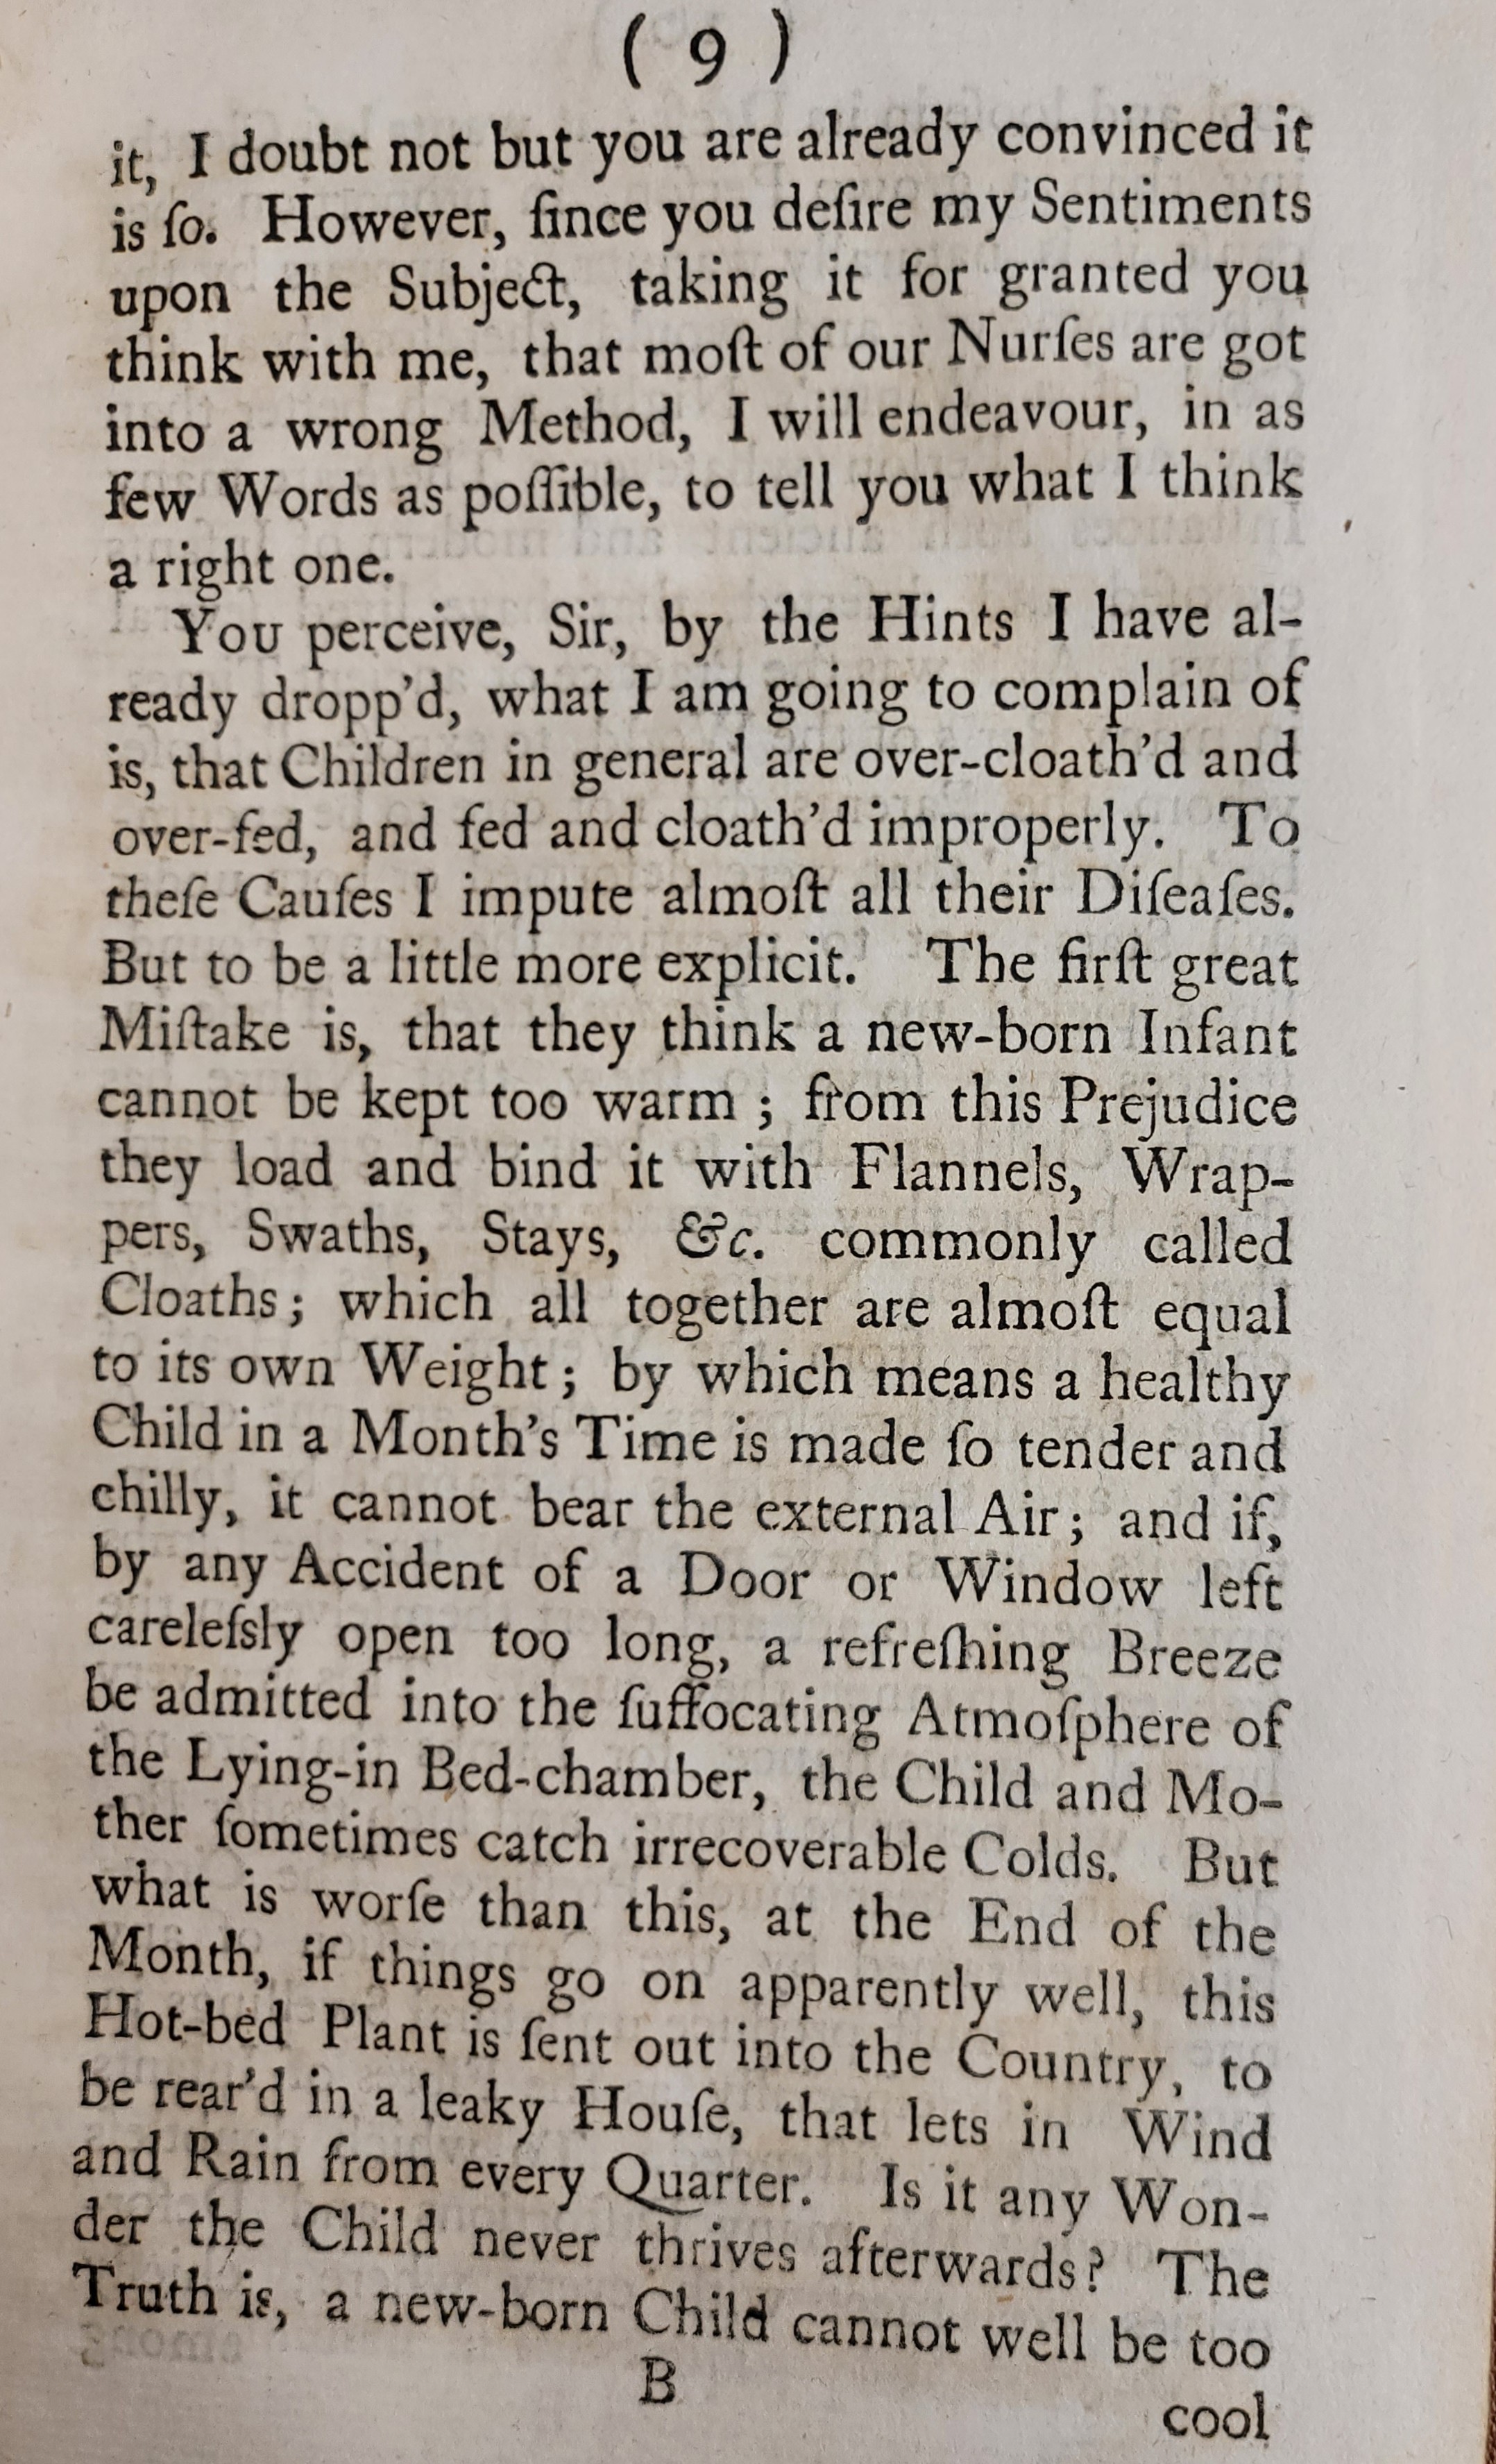 ( 9 )
it, I doubt not but you are already convinced it
is ſo. However, ſince you deſire my Sentiments
upon the Subject, taking it for granted you
think with me, that moſt of our Nurſes are got
into a wrong Method, I will endeavour, in as
few Words as poſſible, to tell you what I think
a right one.
You perceive, Sir, by the Hints I have al-
ready dropp'd, what I am going to complain of
is, that Children in general are over-cloath'd and
over-fed, and fed and cloath'd improperly. To
theſe Cauſes I impute almoſt all their Diſeaſes.
But to be a little more explicit. The firſt great
Miſtake is, that they think a new-born Infant
cannot be kept too warm ; from this Prejudice
they load and bind it with Flannels, Wrap-
pers, Swaths, Stays, &c. commonly called
Cloaths; which all together are almoſt equal
to its own Weight; by which means a healthy
Child in a Month's Time is made ſo tender and
chilly, it cannot bear the external Air; and if,
by any Accident of a Door or Window left
careleſsly open too long, a refreſhing Breeze
be admitted into the ſuffocating Atmoſphere of
the Lying-in Bed-chamber, the Child and Mo-
ther ſometimes catch irrecoverable Colds. But
what is worſe than this, at the End of the
Month, if things go on apparently well, this
Hot-bed Plant is ſent out into the Country, to
be rear'd in a leaky Houſe, that lets in Wind
and Rain from every Quarter. Is it any Won-
der the Child never thrives afterwards? The
Truth is, a new-born Child cannot well be too
B
cool